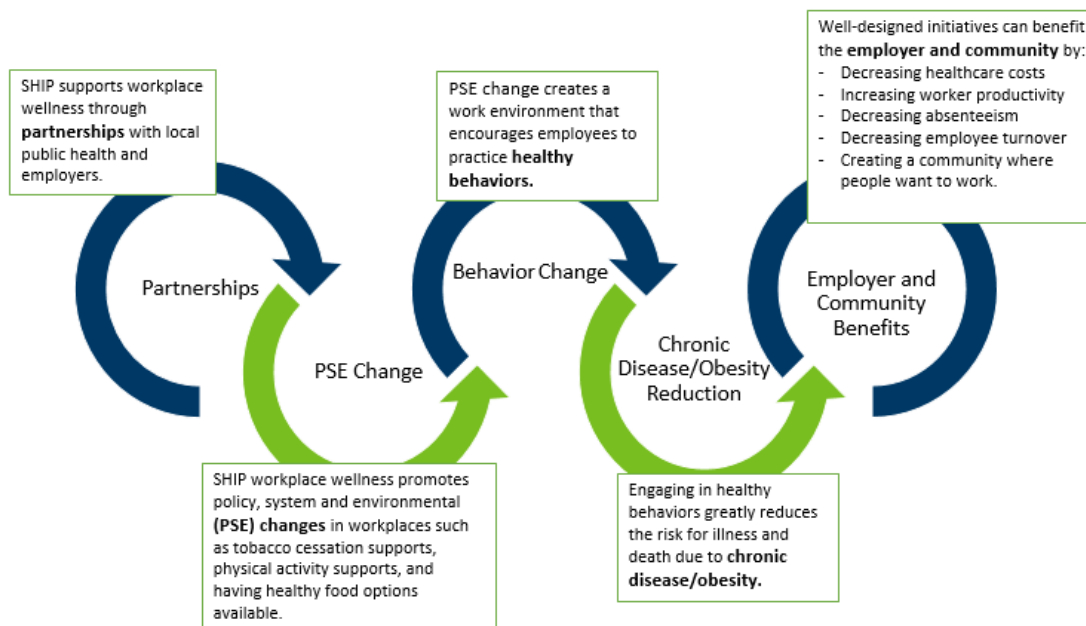 SHIP supports workplace
wellness through
partnerships with local
public health and
employers.
Partnerships
SHIP workplace wellness promotes
policy, system and environmental
(PSE) changes in workplaces such
as tobacco cessation supports,
physical activity supports, and
having healthy food options
available.
PSE Change
PSE change creates a
work environment that
encourages employees to
practice healthy
behaviors.
Behavior Change
Engaging in healthy
behaviors greatly reduces
the risk for illness and
death due to chronic
disease/obesity.
Chronic
Disease/Obesity
Reduction
Well-designed initiatives can benefit
the employer and community by:
- Decreasing healthcare costs
- Increasing worker productivity
- Decreasing absenteeism
- Decreasing employee turnover
- Creating a community where
people want to work.
Employer and
Community
Benefits